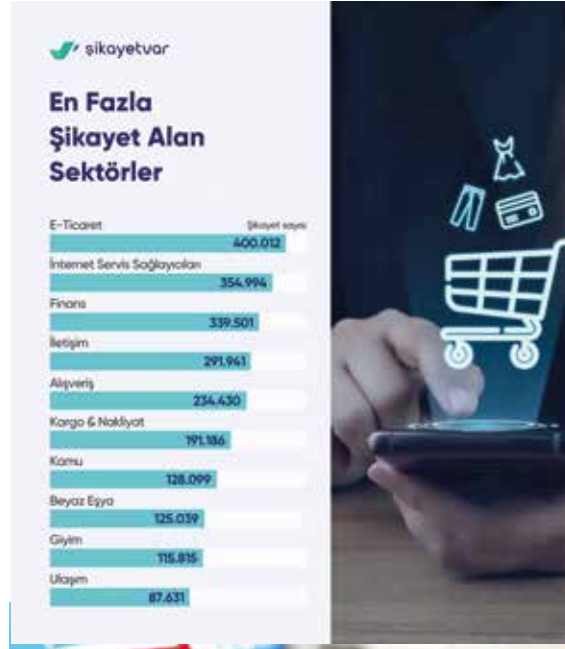 şikayetvar
En Fazla
Şikayet Alan
Sektörler
E-Ticaret Şikayet sayısı
400.012
İnternet Servis Sağlayıcıları
354.994
Finans
339.501
İletişim
291.941
Alışveriş
234.430
Kargo & Nakliyat
191.186
Kamu
128.099
Beyaz Eşya
125.039
Giyim
115.815
Ulaşım
87.631